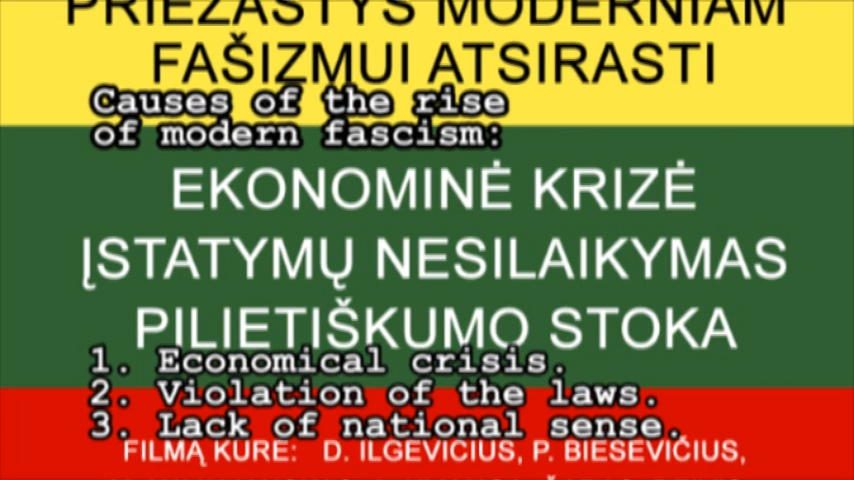 PRIEŽASTYS MODERNIAM
FAŠIZMUI ATSIRASTI
Causes of the rise
of modern fascism:
EKONOMINĖ KRIZĖ
ĮSTATYMŲ NESILAIKYMAS
PILIETIŠKUMO STOKA
1. Economical crisis.
2. Violation of the laws.
3. Lack of national sense.
FILMĄ KŪRĖ: D. ILGEVIČIUS, P. BIESEVIČIUS,